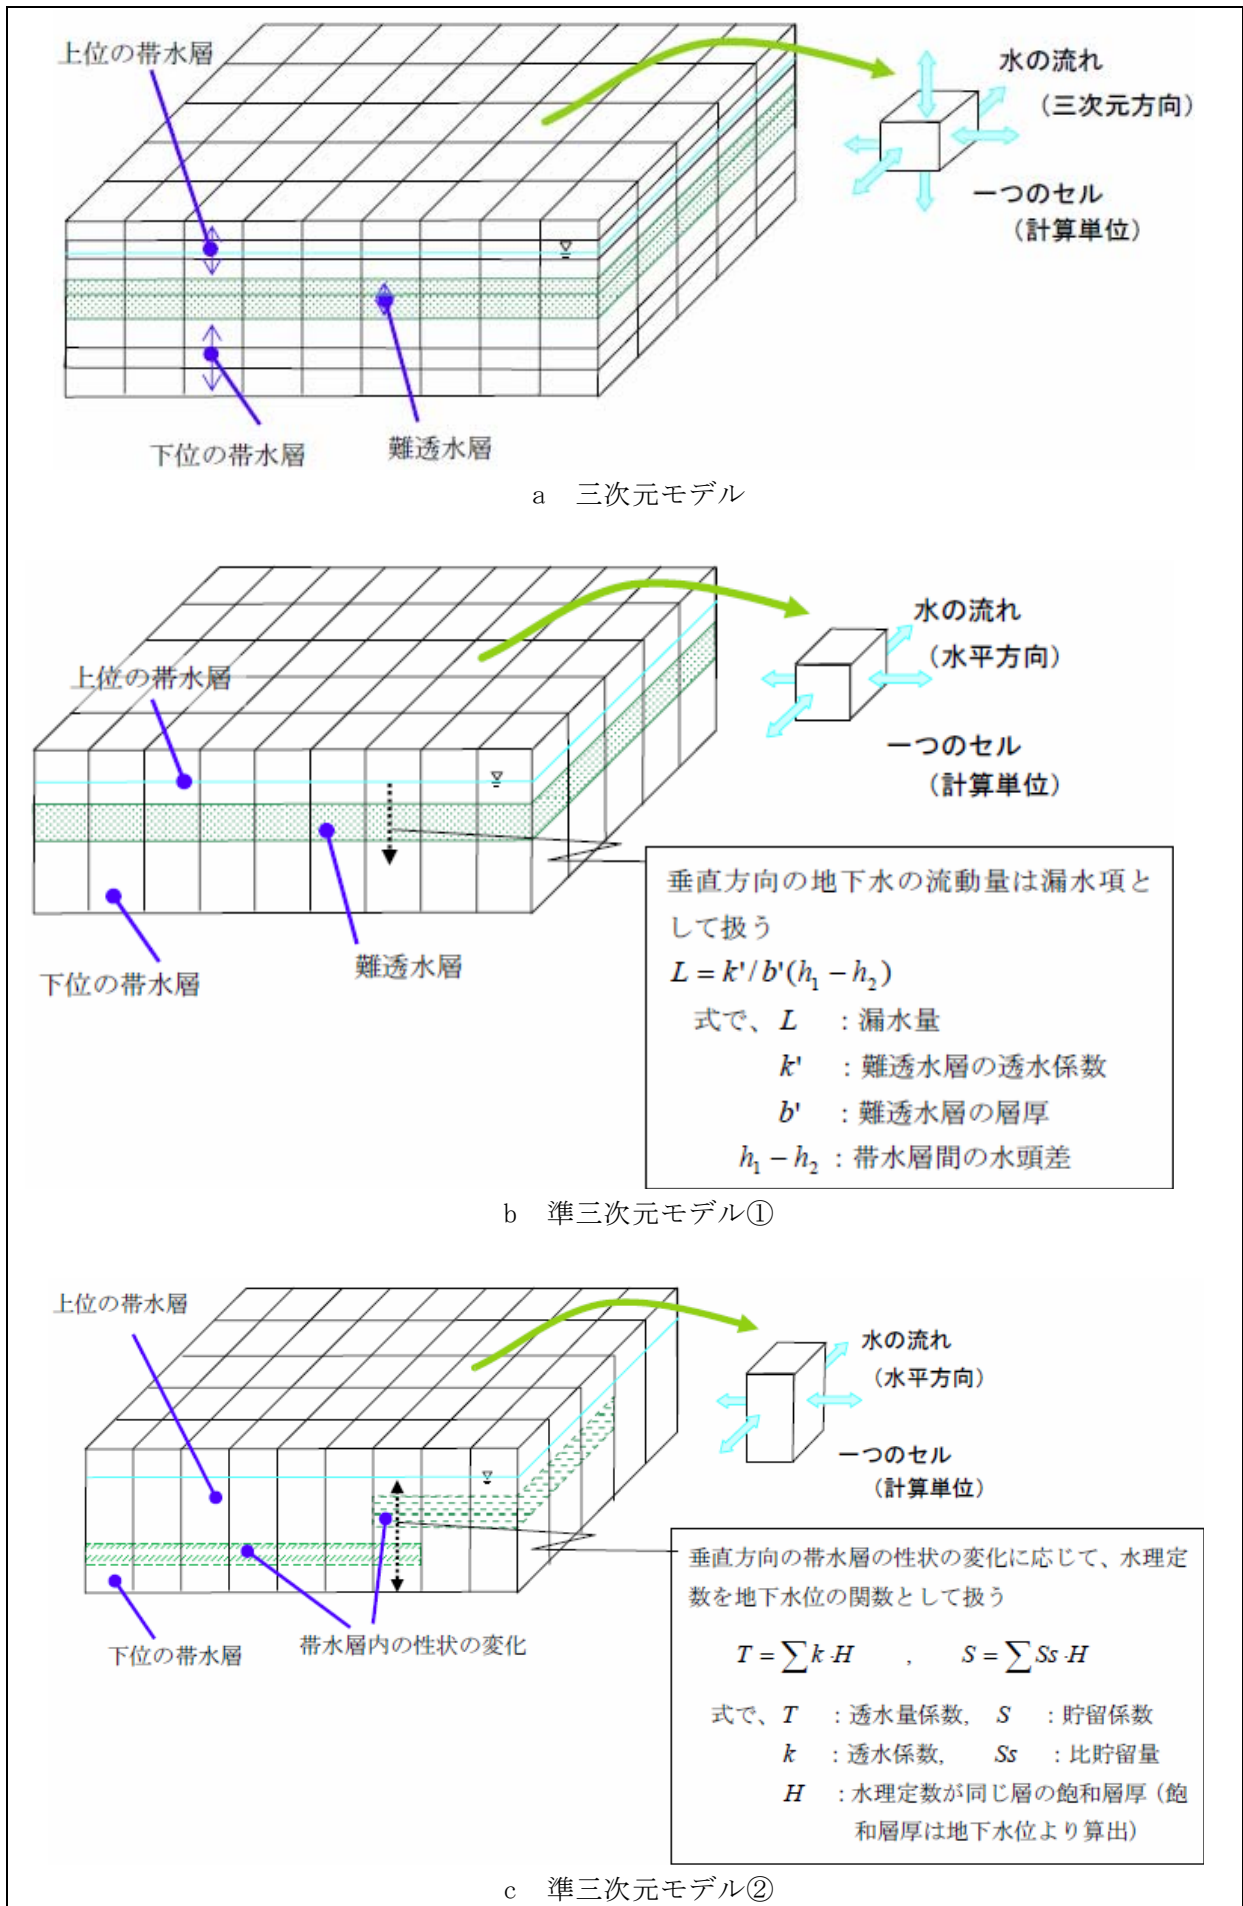 上位の帯水層
水の流れ
（三次元方向）
一つのセル
（計算単位）
下位の帯水層
難透水層
a 三次元モデル
水の流れ
（水平方向）
上位の帯水層
一つのセル
（計算単位）
難透水層
下位の帯水層
垂直方向の地下水の流動量は漏水項と
して扱う
L = k'/b'(h₁ − h₂)
式で、L ：漏水量
k' ：難透水層の透水係数
b' ：難透水層の層厚
h₁ − h₂：帯水層間の水頭差
b 準三次元モデル①
上位の帯水層
水の流れ
（水平方向）
一つのセル
（計算単位）
下位の帯水層
帯水層内の性状の変化
垂直方向の帯水層の性状の変化に応じて、水理定
数を地下水位の関数として扱う
T = ∑k·H , S = ∑Ss·H
式で、T ：透水量係数, S ：貯留係数
k ：透水係数, Ss ：比貯留量
H ：水理定数が同じ層の飽和層厚（飽
和層厚は地下水位より算出）
c 準三次元モデル②